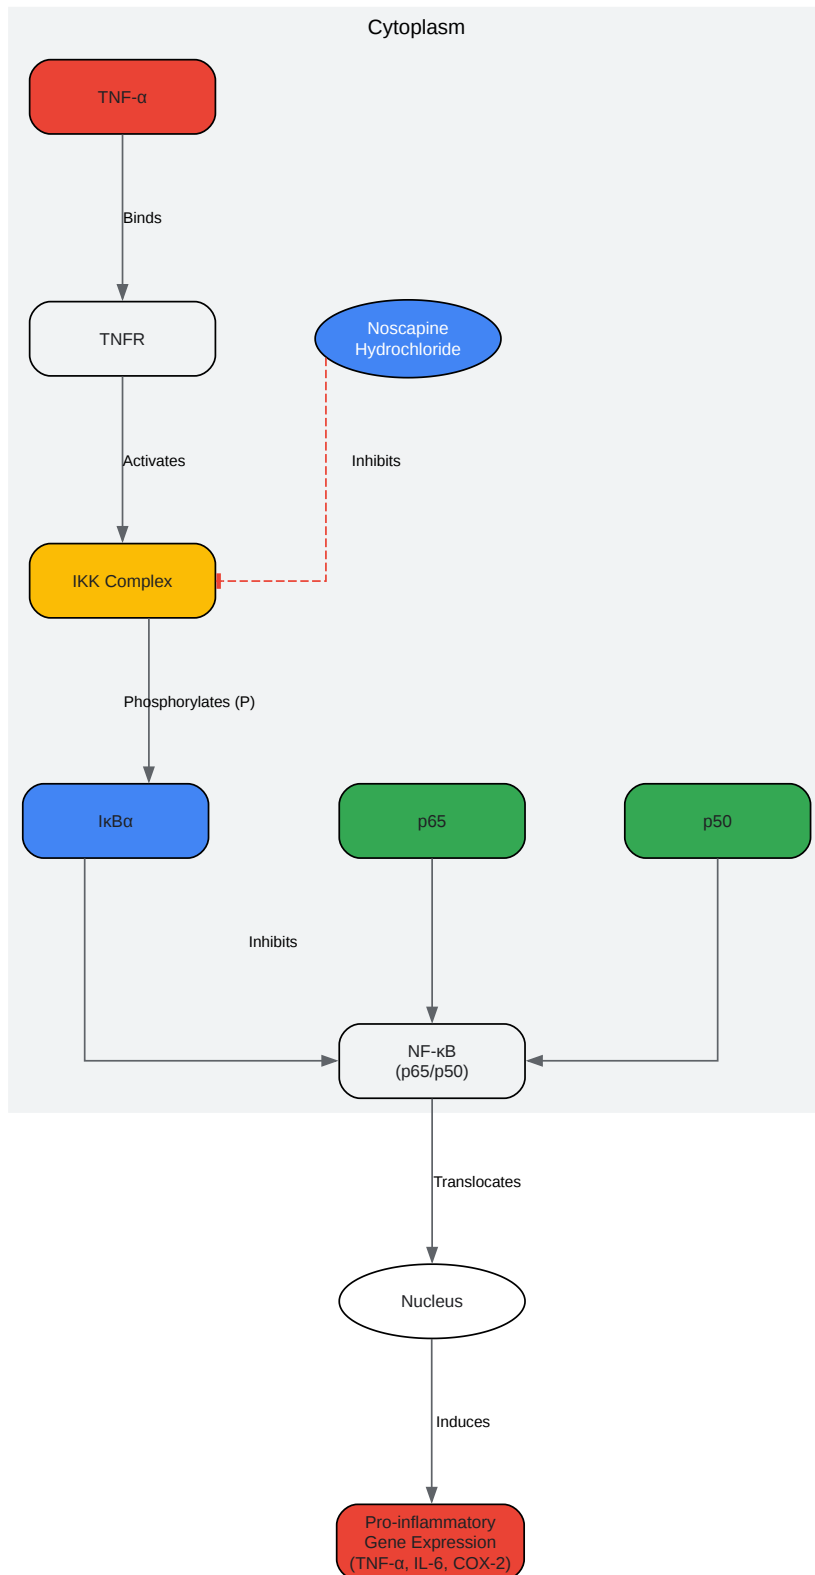 Cytoplasm
TNF-α
Binds
TNFR
Noscapine
Hydrochloride
Activates
Inhibits
IKK Complex
Phosphorylates (P)
IκBα
p65
p50
Inhibits
NF-κB
(p65/p50)
Translocates
Nucleus
Induces
Pro-inflammatory
Gene Expression
(TNF-α, IL-6, COX-2)